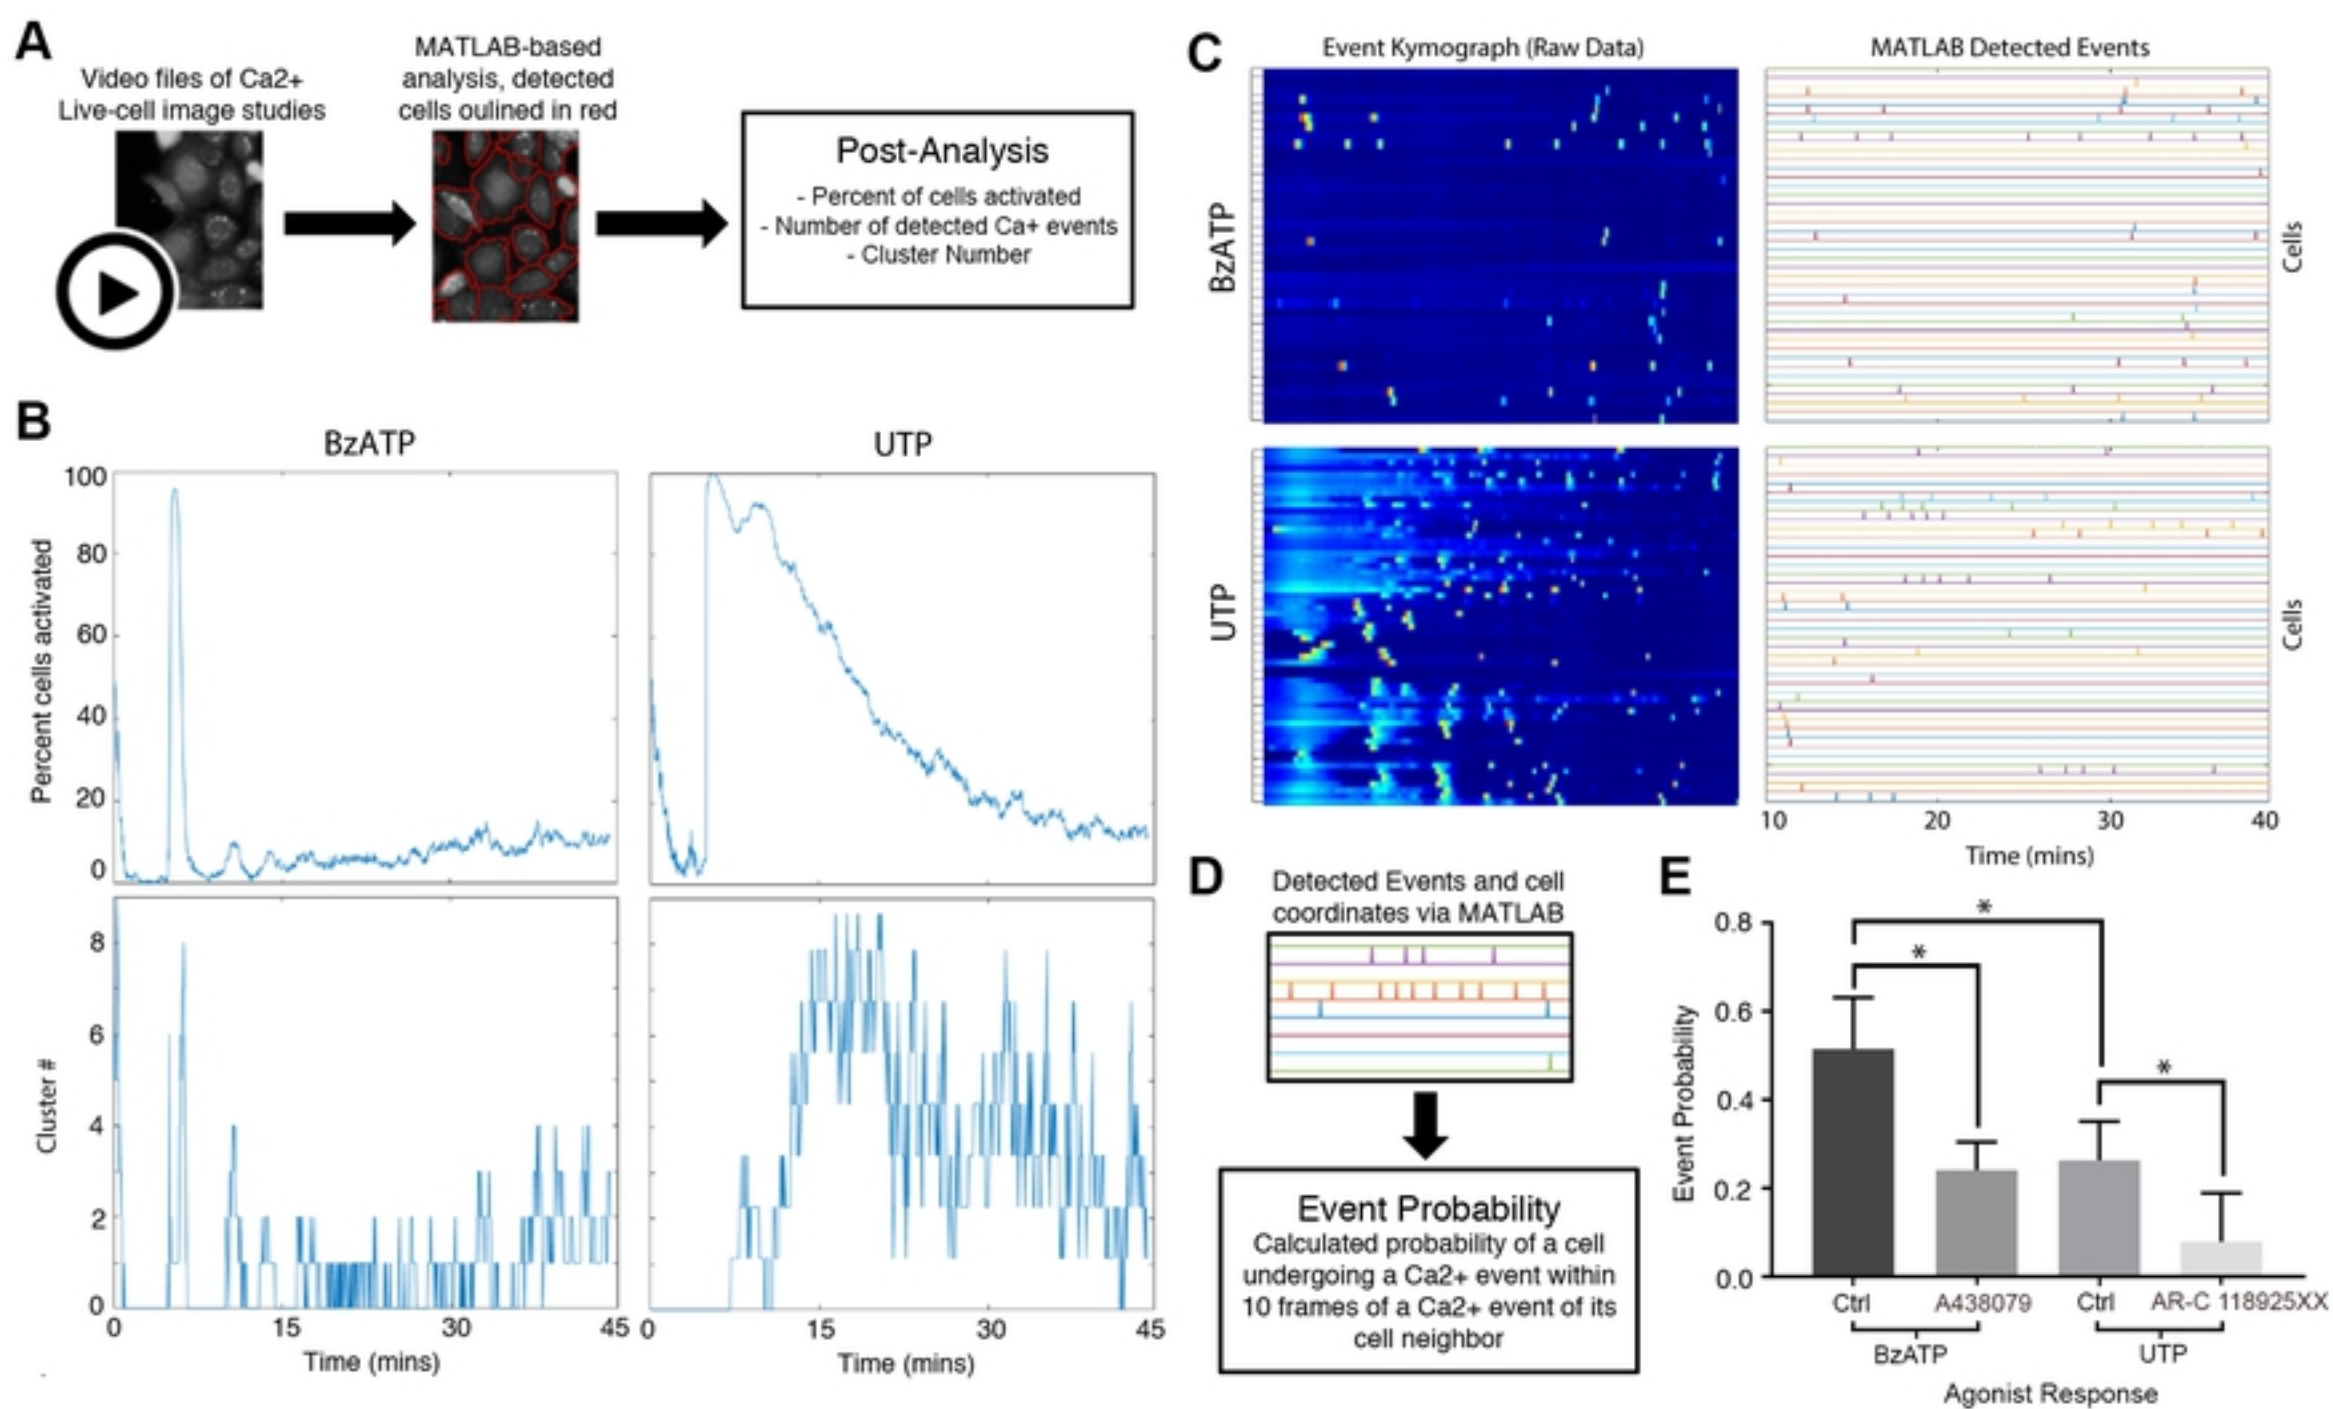 A
Video files of Ca2+
Live-cell image studies
MATLAB-based
analysis, detected
cells oulined in red
Post-Analysis
- Percent of cells activated
- Number of detected Ca+ events
- Cluster Number
B
BzATP
UTP
Percent cells activated
100
80
60
40
20
0
Cluster #
8
6
4
2
0
0
15
30
45
0
15
30
45
Time (mins)
Time (mins)
C
Event Kymograph (Raw Data)
MATLAB Detected Events
BzATP
Cells
UTP
Cells
10
20
30
40
Time (mins)
D
Detected Events and cell
coordinates via MATLAB
Event Probability
Calculated probability of a cell
undergoing a Ca2+ event within
10 frames of a Ca2+ event of its
cell neighbor
E
Event Probability
0.8
0.6
0.4
0.2
0.0
*
*
*
Ctrl
A438079
Ctrl
AR-C 118925XX
BzATP
UTP
Agonist Response